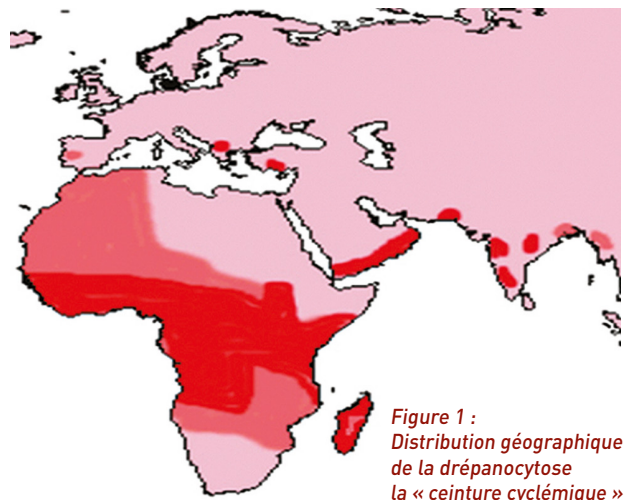 Figure 1 :
Distribution géographique
de la drépanocytose
la « ceinture cyclémique »